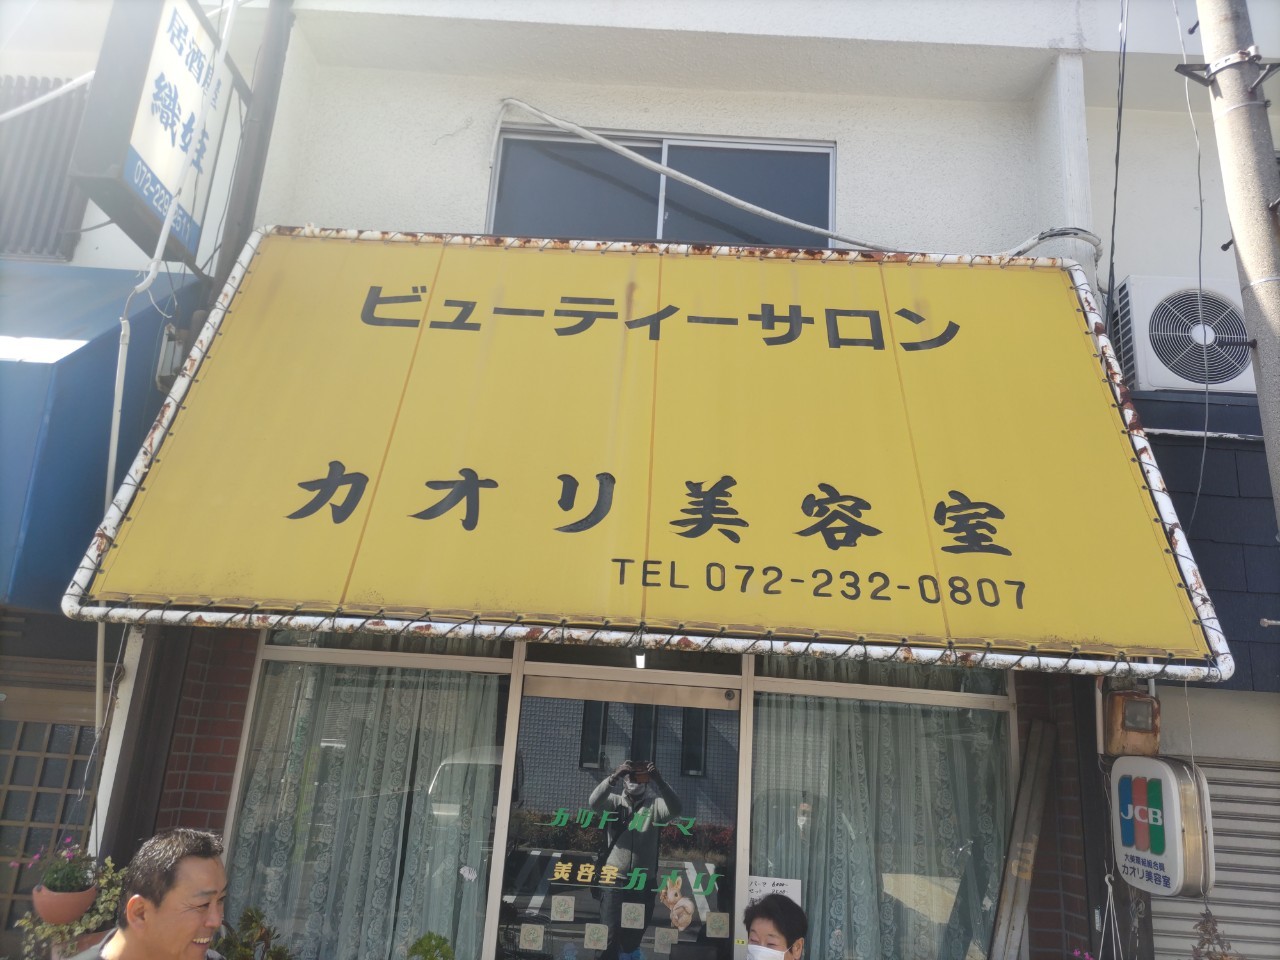 居酒屋
織姫
ビューティーサロン
カオリ美容室
TEL 072-232-0807
カットパーマ
美容室カオリ
JCB
カオリ美容室